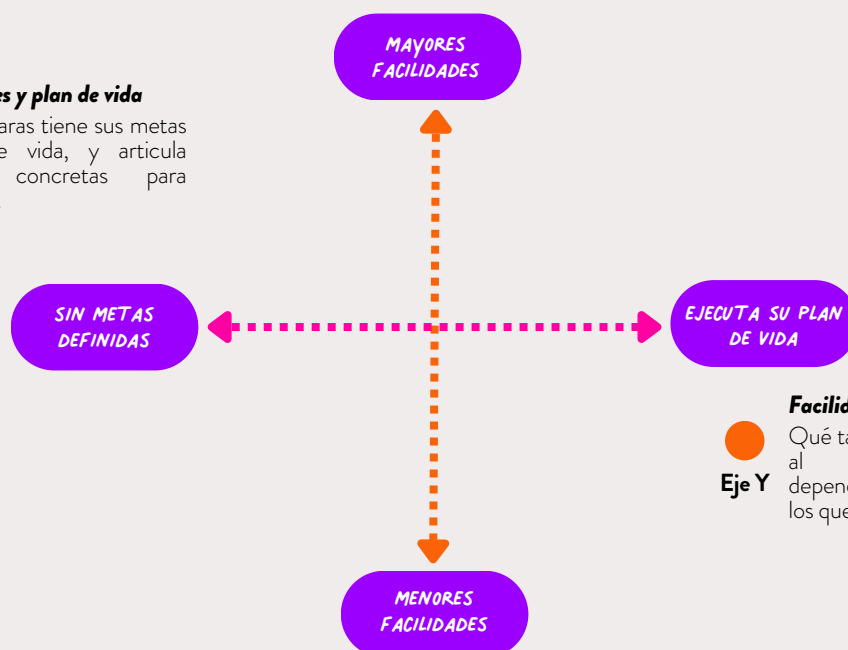 MAYORES
FACILIDADES
es y plan de vida
aras tiene sus metas
e vida, y articula
concretas para
SIN METAS
DEFINIDAS
EJECUTA SU PLAN
DE VIDA
Facilid
Qué ta
al
Eje Y
depend
los que
MENORES
FACILIDADES